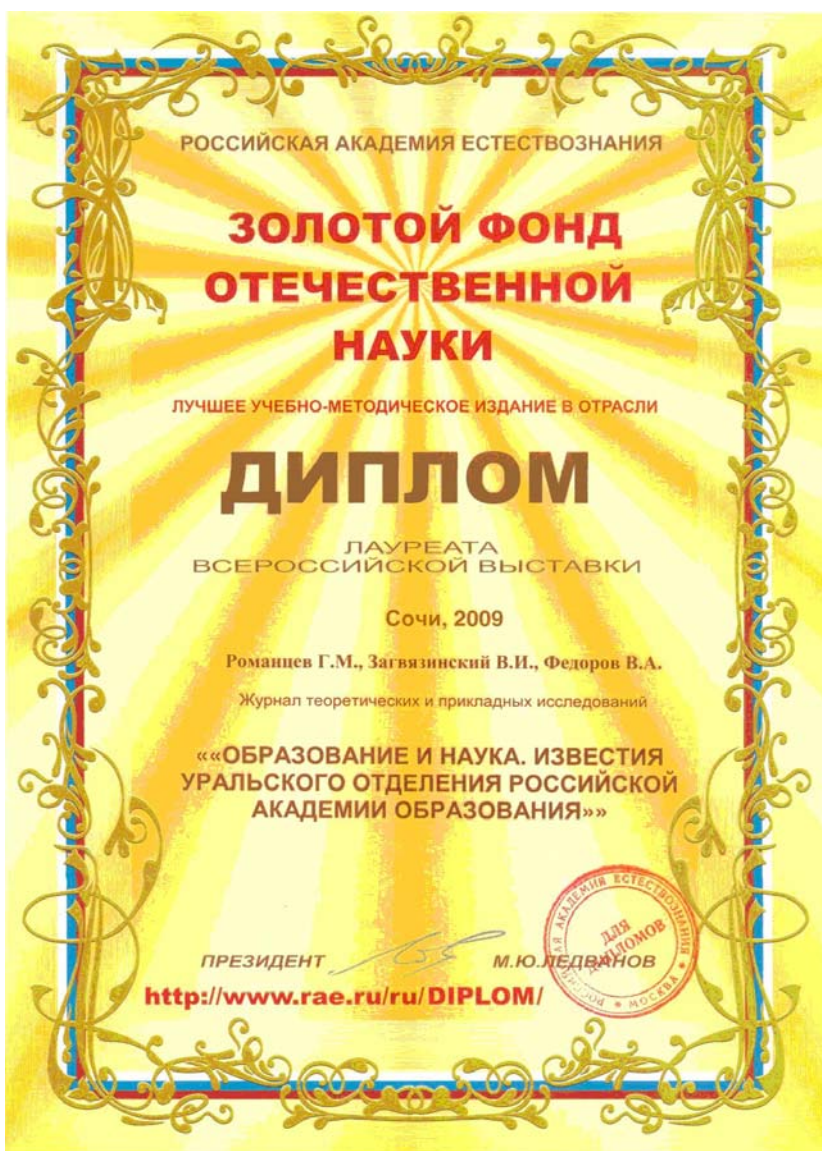 РОССИЙСКАЯ АКАДЕМИЯ ЕСТЕСТВОЗНАНИЯ
ЗОЛОТОЙ ФОНД
ОТЕЧЕСТВЕННОЙ
НАУКИ
ЛУЧШЕЕ УЧЕБНО-МЕТОДИЧЕСКОЕ ИЗДАНИЕ В ОТРАСЛИ
ДИПЛОМ
ЛАУРЕАТА
ВСЕРОССИЙСКОЙ ВЫСТАВКИ
Сочи, 2009
Романцев Г.М., Загвязинский В.И., Федоров В.А.
Журнал теоретических и прикладных исследований
««ОБРАЗОВАНИЕ И НАУКА. ИЗВЕСТИЯ
УРАЛЬСКОГО ОТДЕЛЕНИЯ РОССИЙСКОЙ
АКАДЕМИИ ОБРАЗОВАНИЯ»»
РОССИЙСКАЯ АКАДЕМИЯ ЕСТЕСТВОЗНАНИЯ * МОСКВА *
ДЛЯ
ДИПЛОМОВ
ПРЕЗИДЕНТ М.Ю.ЛЕДВАНОВ
http://www.rae.ru/ru/DIPLOM/